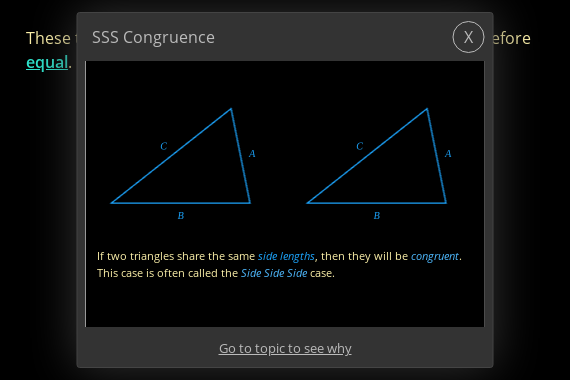 SSS Congruence
X
These
efore
equal.
C
A
B
C
A
B
If two triangles share the same side lengths, then they will be congruent.
This case is often called the Side Side Side case.
Go to topic to see why